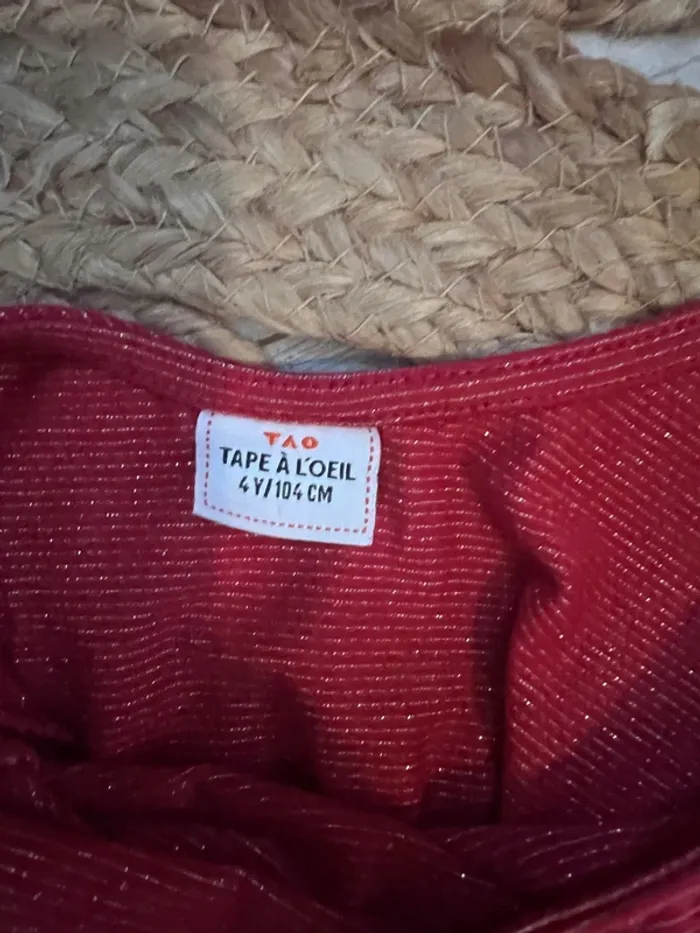 TAO
TAPE À L'OEIL
4Y/104 CM